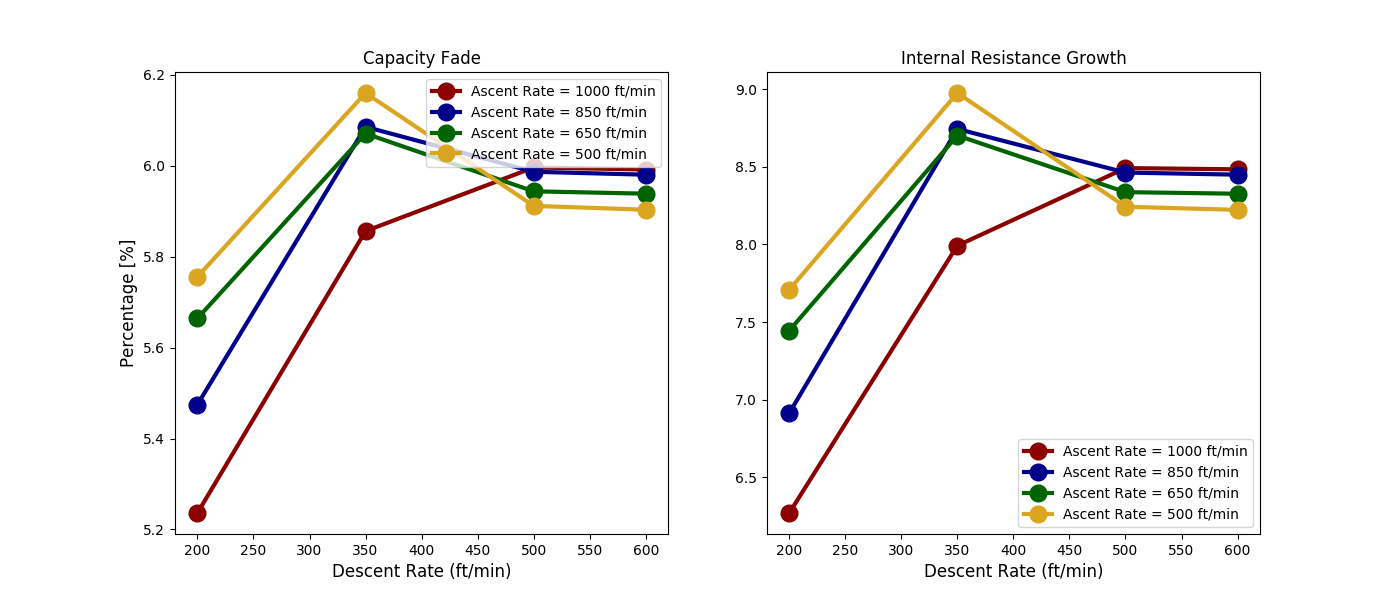 Capacity Fade
6.2
6.0
5.8
5.6
5.4
5.2
Percentage [%]
Ascent Rate = 1000 ft/min
Ascent Rate = 850 ft/min
Ascent Rate = 650 ft/min
Ascent Rate = 500 ft/min
200 250 300 350 400 450 500 550 600
Descent Rate (ft/min)
Internal Resistance Growth
9.0
8.5
8.0
7.5
7.0
6.5
Ascent Rate = 1000 ft/min
Ascent Rate = 850 ft/min
Ascent Rate = 650 ft/min
Ascent Rate = 500 ft/min
200 250 300 350 400 450 500 550 600
Descent Rate (ft/min)